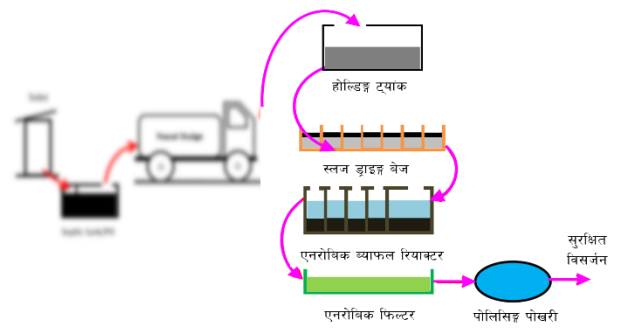 होल्डिङ्ग ट्यांक
स्लज ड्राइङ्ग बेज
एनरोबिक ब्याफल रियाक्टर
एनरोबिक फिल्टर
पोलिसिङ्ग पोखरी
सुरक्षित
विसर्जन